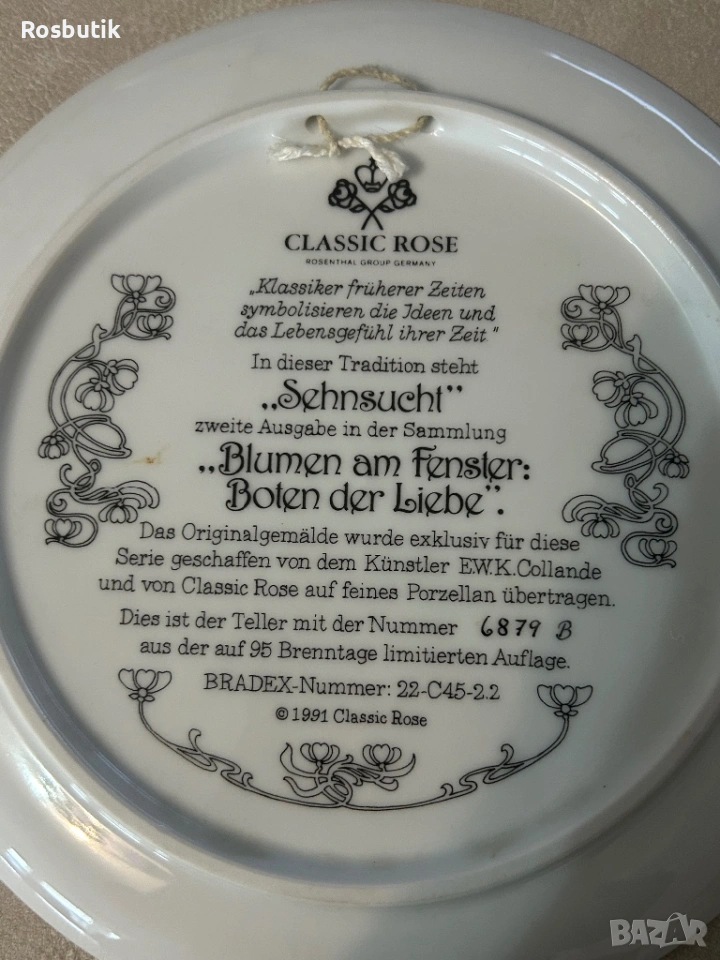 Rosbutik
CLASSIC ROSE
ROSENTHAL GROUP GERMANY
„Klassiker früherer Zeiten
symbolisieren die Ideen und
das Lebensgefühl ihrer Zeit"
In dieser Tradition steht
„Sehnsucht"
zweite Ausgabe in der Sammlung
„Blumen am Fenster:
Boten der Liebe".
Das Originalgemälde wurde exklusiv für diese
Serie geschaffen von dem Künstler E.W.K.Collande
und von Classic Rose auf feines Porzellan übertragen.
Dies ist der Teller mit der Nummer 6879 B
aus der auf 95 Brenntage limitierten Auflage.
BRADEX-Nummer: 22-C45-2.2
© 1991 Classic Rose
BAZAR